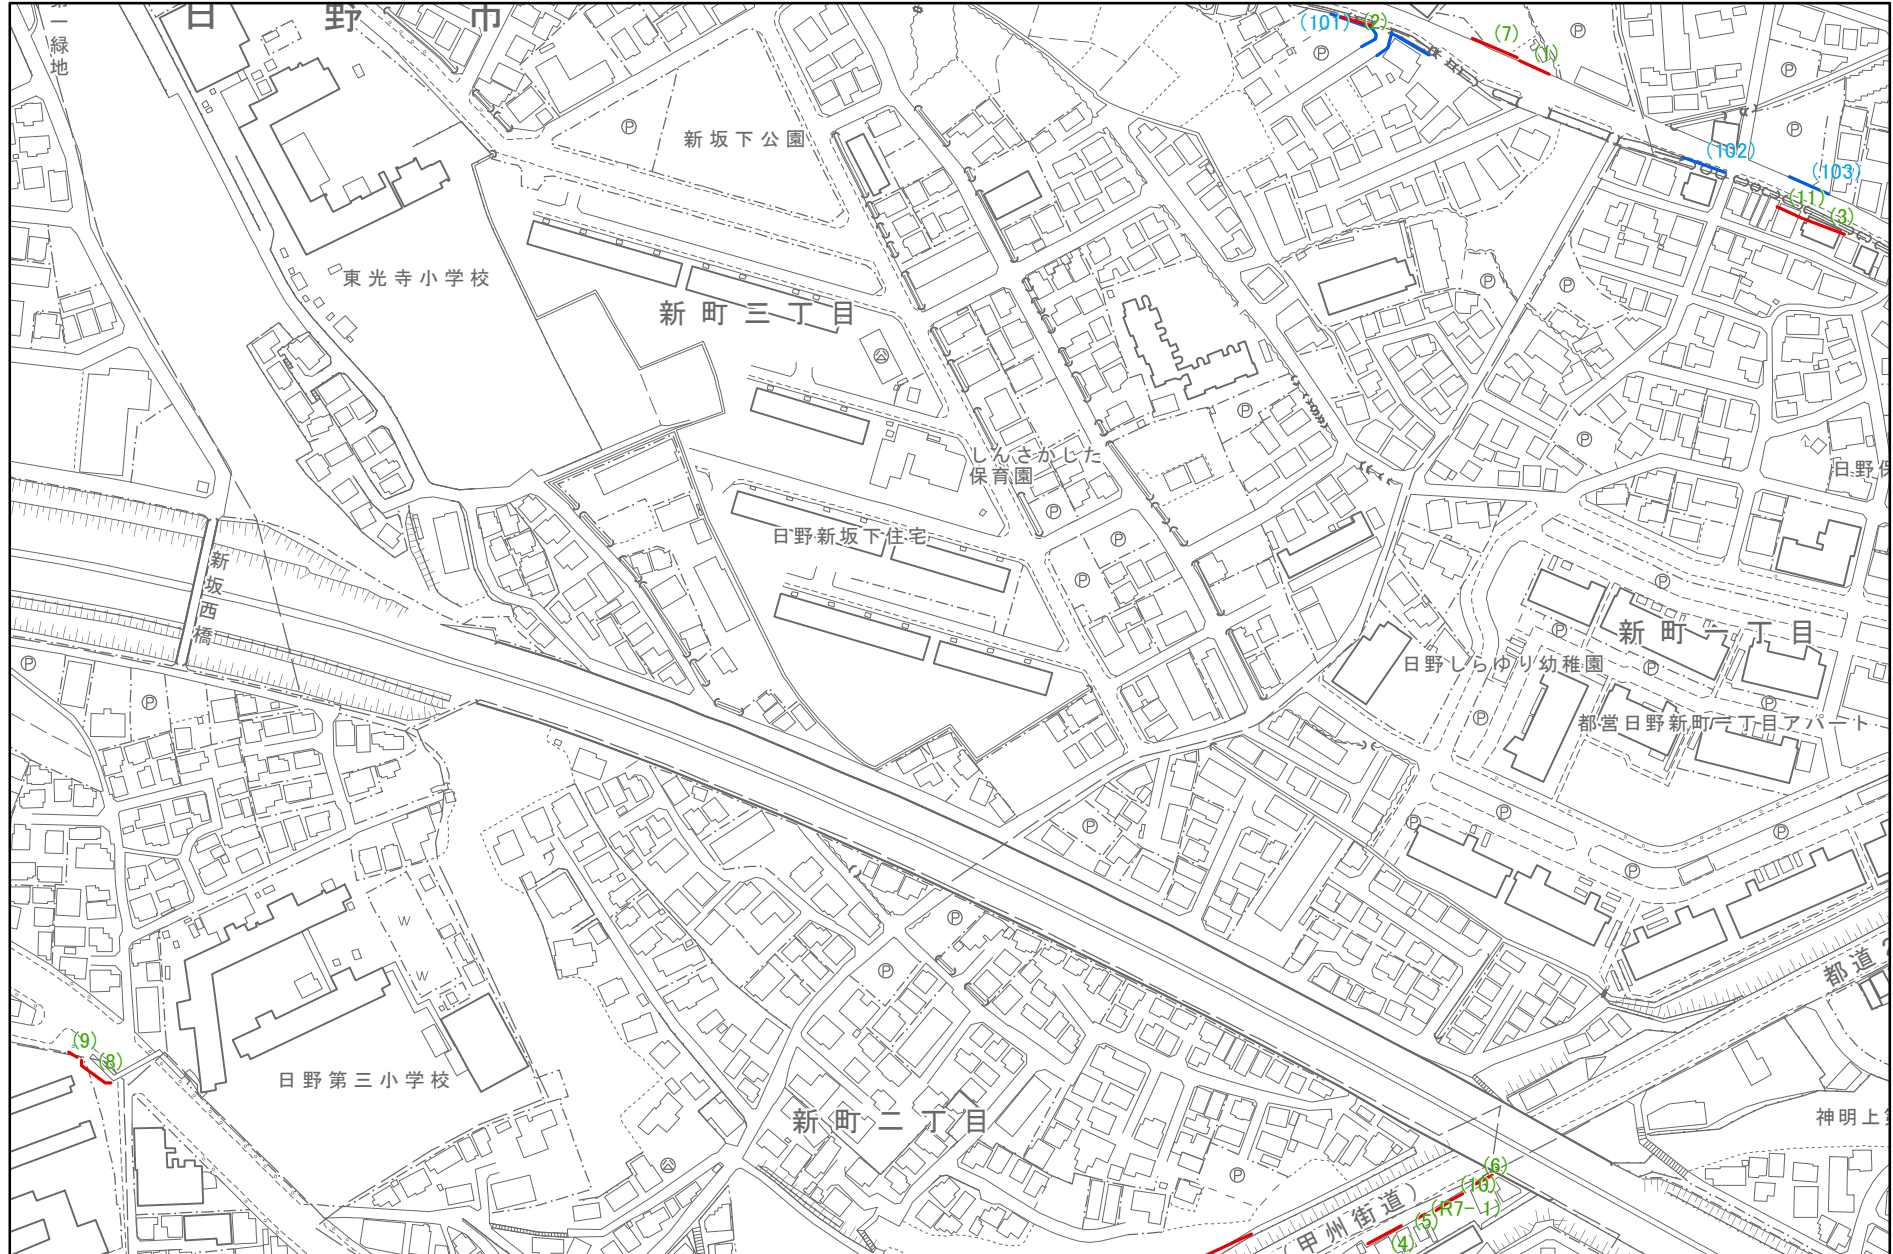 日野市
第一緑地
(101)
(2)
(7)
(1)
新坂下公園
(102)
(103)
(11)
(3)
東光寺小学校
新町三丁目
しんさかした
保育園
日野保
日野新坂下住宅
新坂西橋
新町一丁目
日野しらゆり幼稚園
都営日野新町一丁目アパート
都道2
(9)
(8)
日野第三小学校
新町二丁目
神明上第
(6)
(10)
(R7-1)
(5)
(4)
(甲州街道)